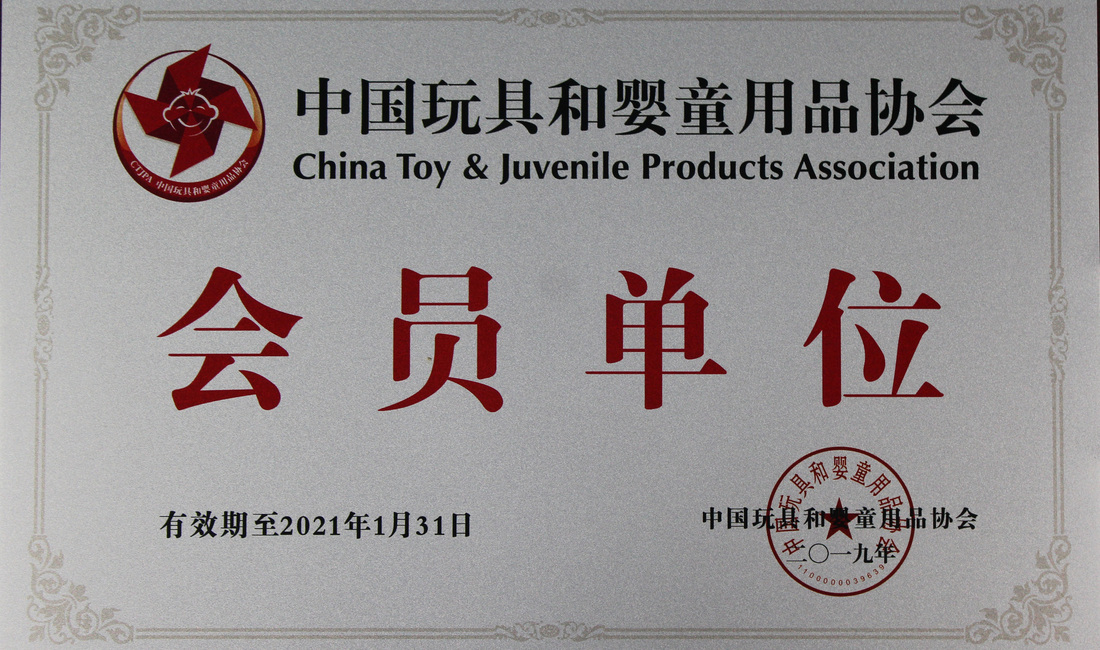 中国玩具和婴童用品协会
China Toy & Juvenile Products Association
CTJPA 中国玩具和婴童用品协会
会员单位
有效期至2021年1月31日
中国玩具和婴童用品协会
二〇一九年
中国玩具和婴童用品协会
1100000039639